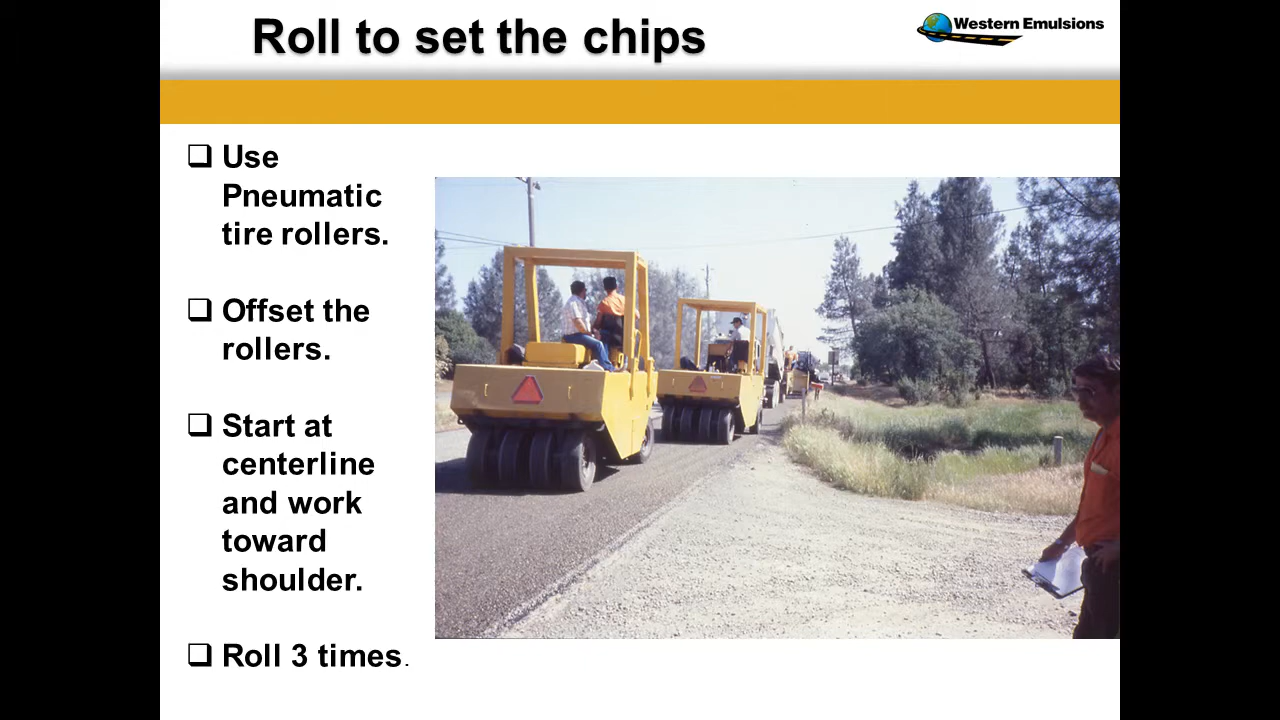 Roll to set the chips
Western Emulsions
❑ Use
Pneumatic
tire rollers.
❑ Offset the
rollers.
❑ Start at
centerline
and work
toward
shoulder.
❑ Roll 3 times.